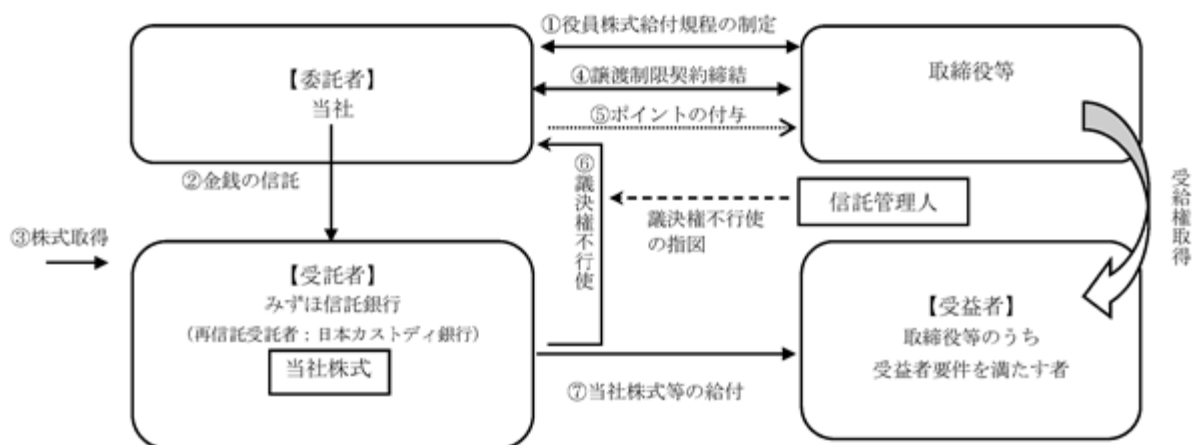 ①役員株式給付規程の制定
【委託者】
当社
④譲渡制限契約締結
取締役等
⑤ポイントの付与
②金銭の信託
⑥議決権不行使
議決権不行使
の指図
信託管理人
受給権取得
③株式取得
【受託者】
みずほ信託銀行
(再信託受託者:日本カストディ銀行)
当社株式
【受益者】
取締役等のうち
受益者要件を満たす者
⑦当社株式等の給付